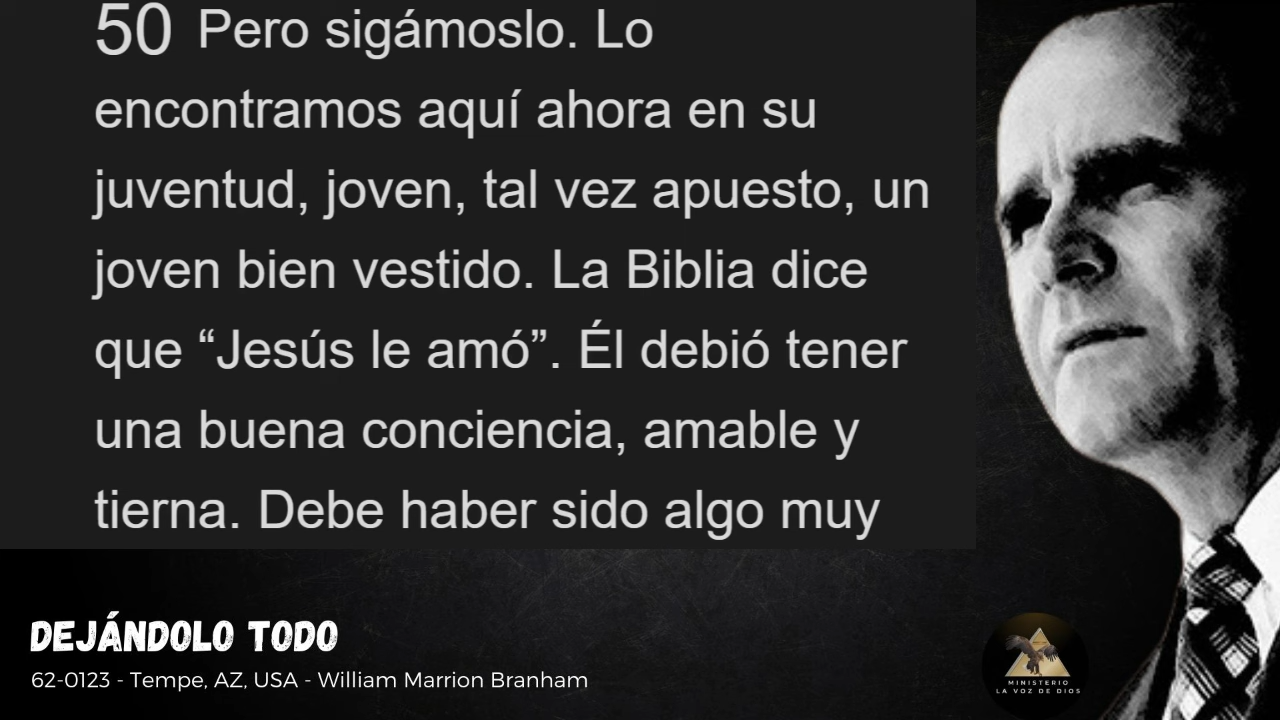 50 Pero sigámoslo. Lo
encontramos aquí ahora en su
juventud, joven, tal vez apuesto, un
joven bien vestido. La Biblia dice
que “Jesús le amó”. Él debió tener
una buena conciencia, amable y
tierna. Debe haber sido algo muy
DEJÁNDOLO TODO
62-0123 - Tempe, AZ, USA - William Marrion Branham
MINISTERIO
LA VOZ DE DIOS